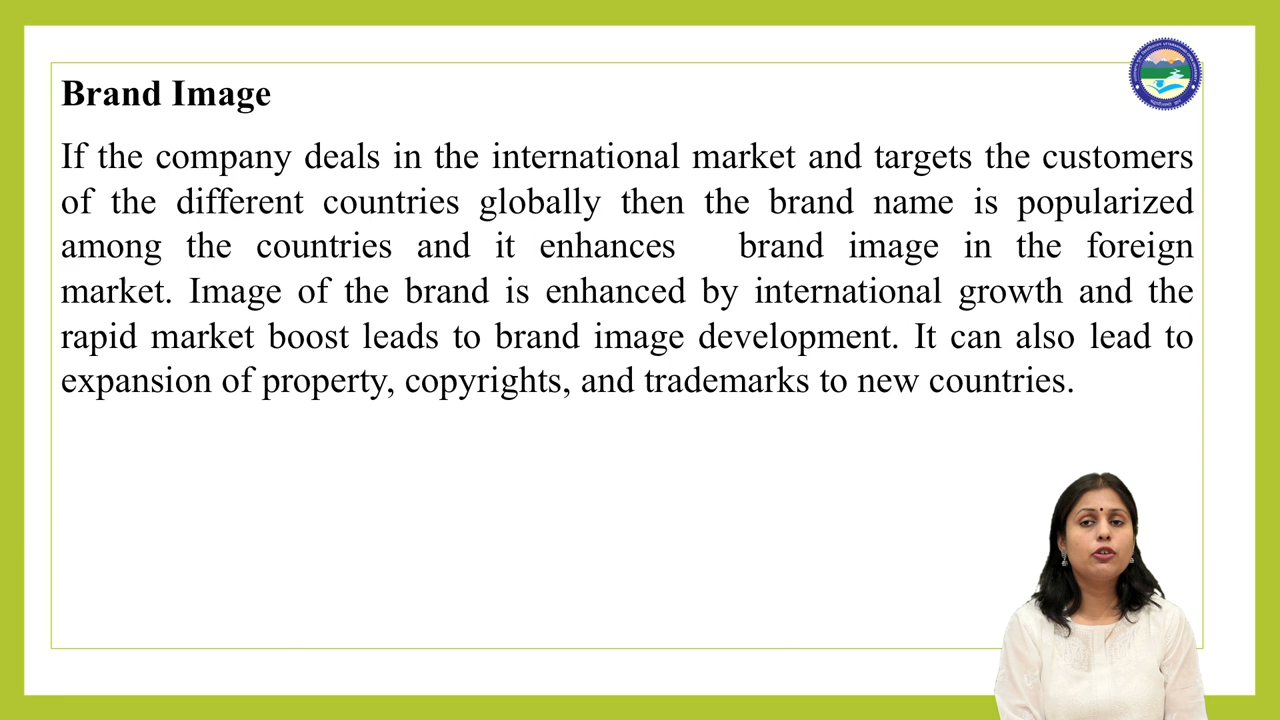 Brand Image
If the company deals in the international market and targets the customers
of the different countries globally then the brand name is popularized
among the countries and it enhances brand image in the foreign
market. Image of the brand is enhanced by international growth and the
rapid market boost leads to brand image development. It can also lead to
expansion of property, copyrights, and trademarks to new countries.